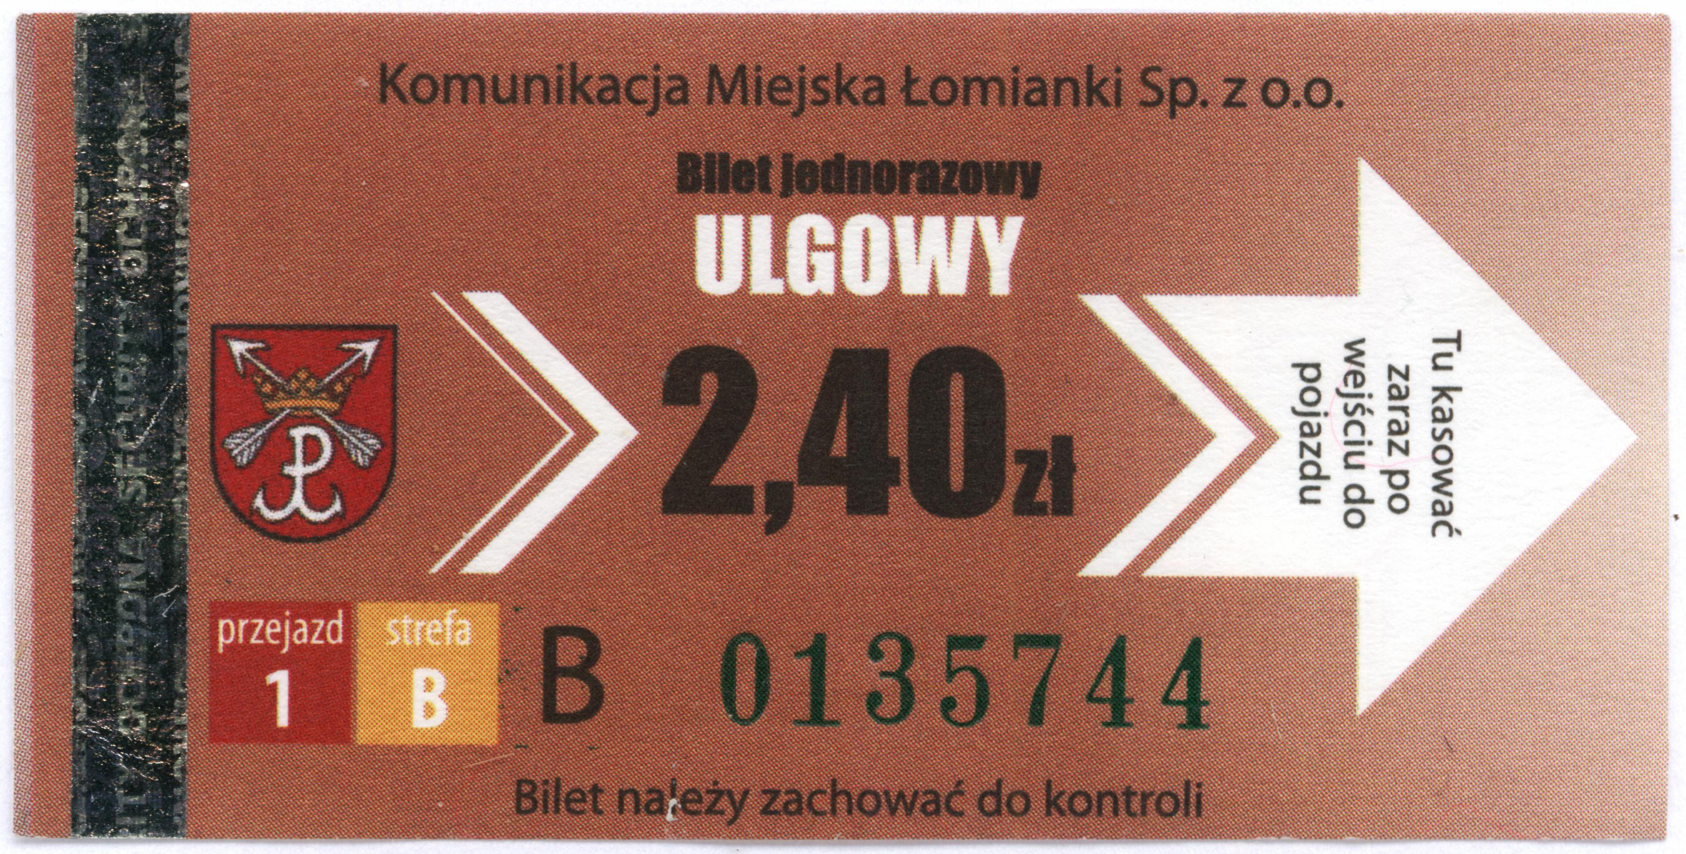 Komunikacja Miejska Łomianki Sp. z o.o.
Bilet jednorazowy
ULGOWY
2,40zł
Tu kasować
zaraz po
wejściu do
pojazdu
przejazd
1
strefa
B
B 0135744
Bilet należy zachować do kontroli